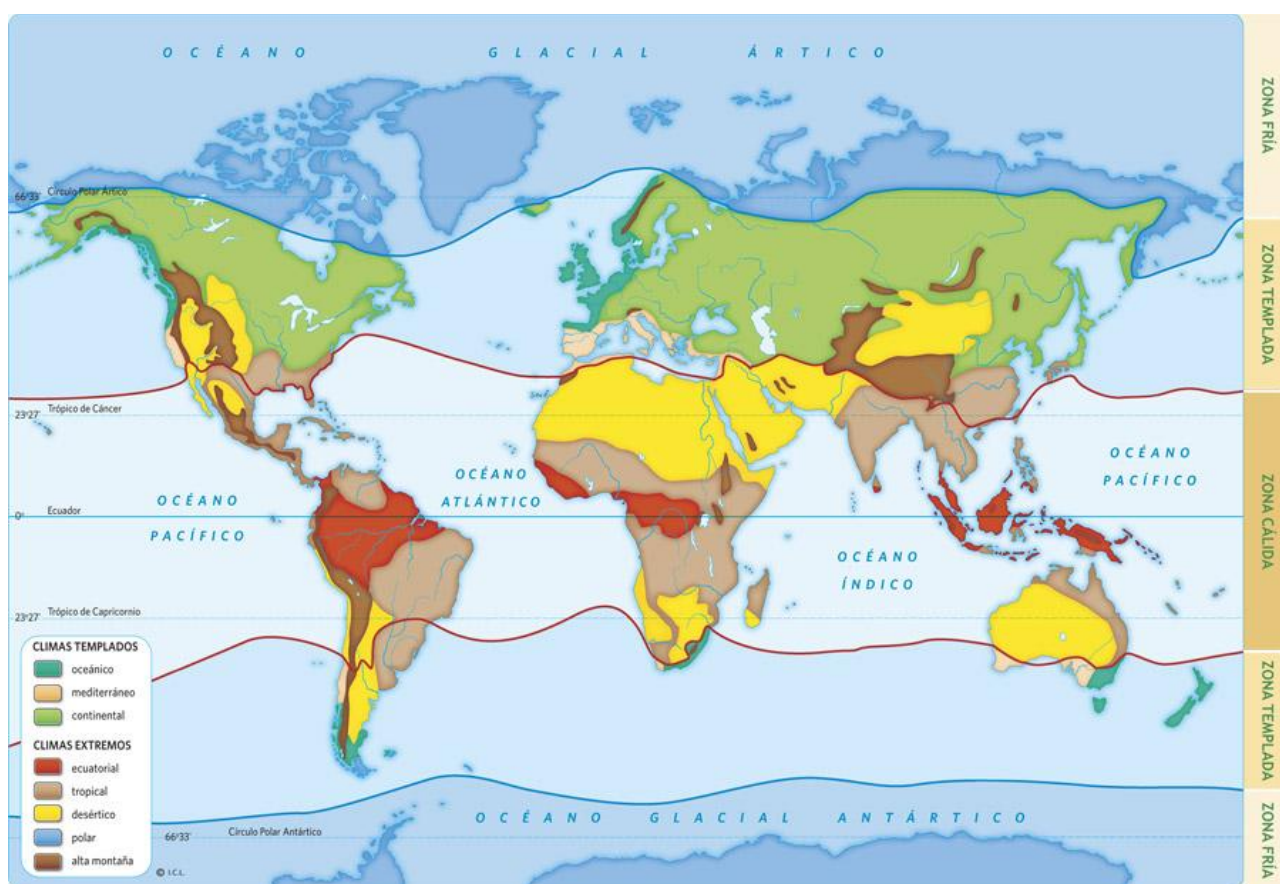 OCÉANO GLACIAL ÁRTICO
ZONA FRÍA
66°33' Círculo Polar Ártico
ZONA TEMPLADA
23°27' Trópico de Cáncer
OCÉANO
ATLÁNTICO
OCÉANO
PACÍFICO
OCÉANO
PACÍFICO
ZONA CÁLIDA
0° Ecuador
OCÉANO
ÍNDICO
23°27' Trópico de Capricornio
CLIMAS TEMPLADOS
oceánico
mediterráneo
continental
CLIMAS EXTREMOS
ecuatorial
tropical
desértico
polar
alta montaña
ZONA TEMPLADA
OCÉANO GLACIAL ANTÁRTICO
66°33' Círculo Polar Antártico
ZONA FRÍA
© I.C.L.